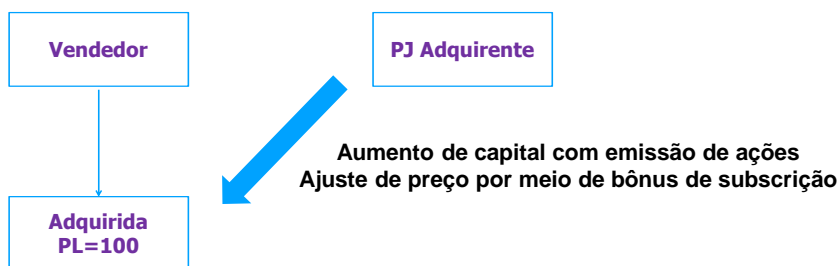 Vendedor
PJ Adquirente
Aumento de capital com emissão de ações
Ajuste de preço por meio de bônus de subscrição
Adquirida
PL=100